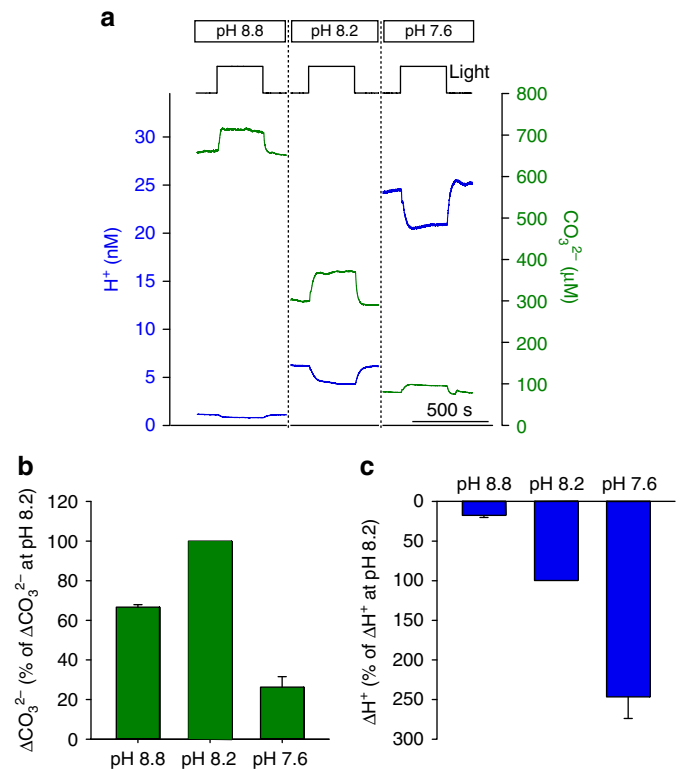 a
pH 8.8 pH 8.2 pH 7.6
Light
H⁺ (nM)
30
25
20
15
10
5
0
800
700
600
500
400
300
200
100
0
CO₃²⁻ (µM)
500 s
b
ΔCO₃²⁻ (% of ΔCO₃²⁻ at pH 8.2)
120
100
80
60
40
20
0
pH 8.8 pH 8.2 pH 7.6
c
pH 8.8 pH 8.2 pH 7.6
ΔH⁺ (% of ΔH⁺ at pH 8.2)
0
50
100
150
200
250
300